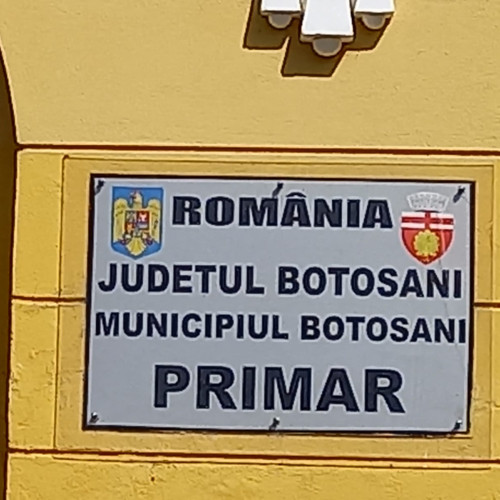 ROMÂNIA
JUDETUL BOTOSANI
MUNICIPIUL BOTOSANI
PRIMAR